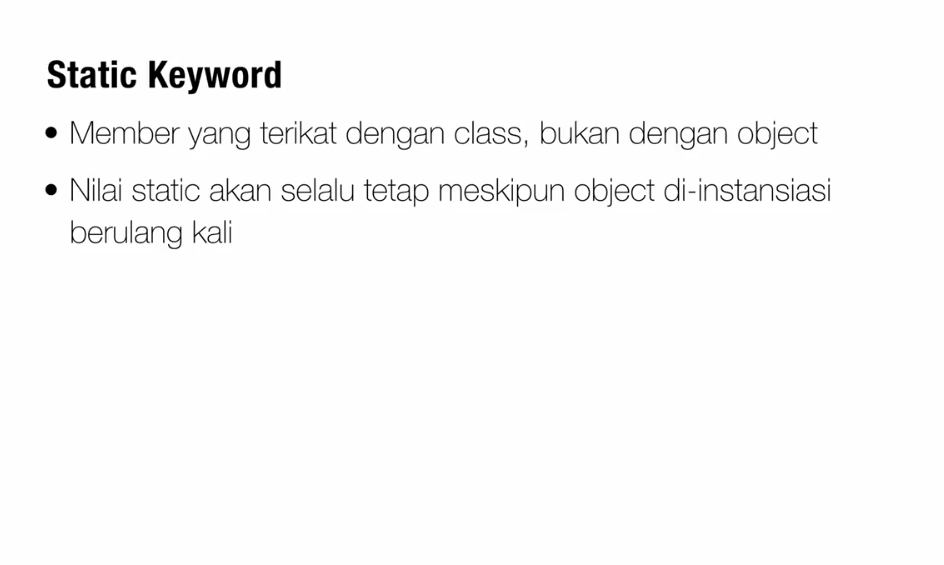 Static Keyword
• Member yang terikat dengan class, bukan dengan object
• Nilai static akan selalu tetap meskipun object di-instansiasi
berulang kali